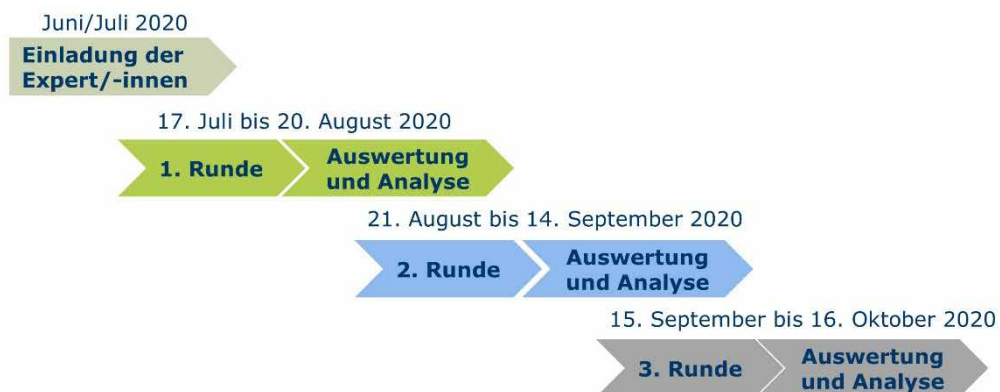 Juni/Juli 2020
Einladung der
Expert/-innen
17. Juli bis 20. August 2020
1. Runde
Auswertung
und Analyse
21. August bis 14. September 2020
2. Runde
Auswertung
und Analyse
15. September bis 16. Oktober 2020
3. Runde
Auswertung
und Analyse